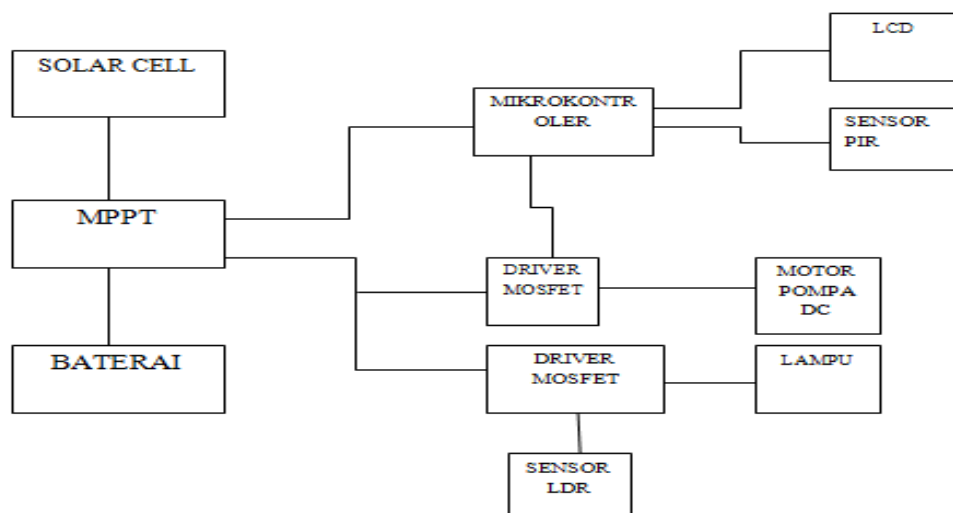 LCD
SOLAR CELL
MIKROKONTR
OLER
SENSOR
PIR
MPPT
DRIVER
MOSFET
MOTOR
POMPA
DC
BATERAI
DRIVER
MOSFET
LAMPU
SENSOR
LDR